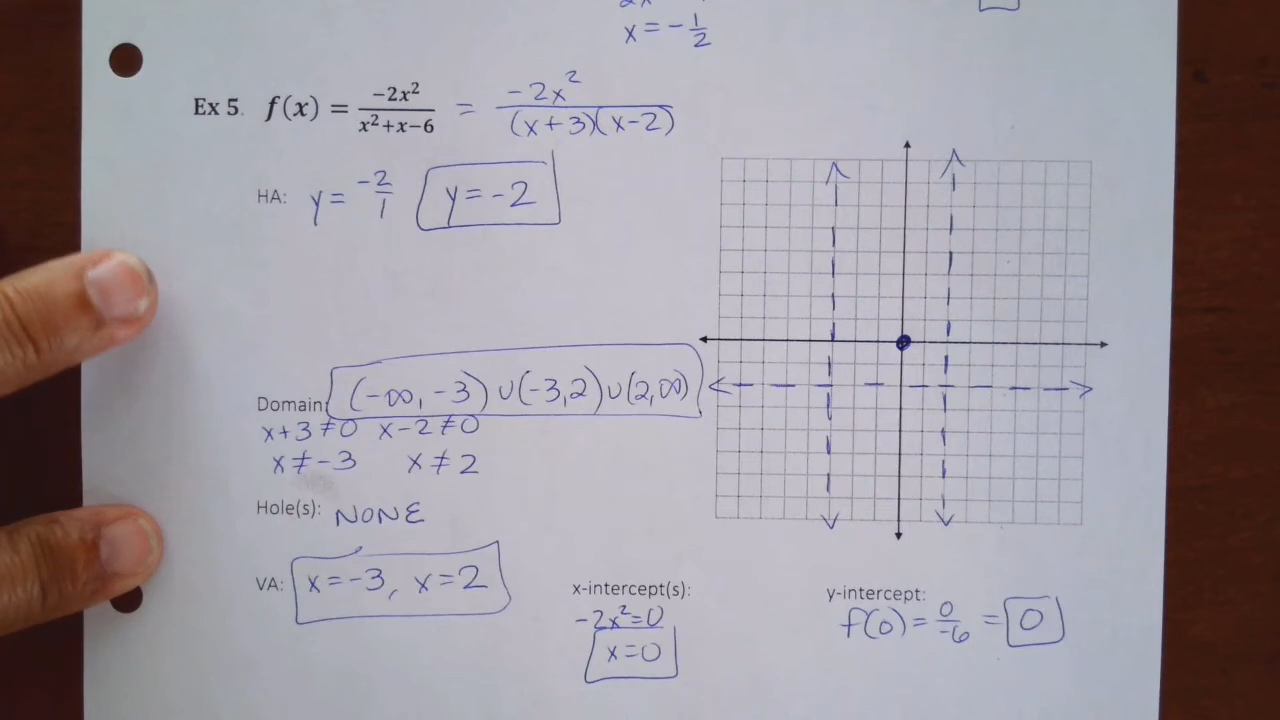 x = -1/2
Ex 5. f(x) = -2x²/x²+x−6 = -2x²/(x+3)(x-2)
HA: y = -2/1 y = -2
Domain: (-∞, -3) ∪ (-3, 2) ∪ (2, ∞)
x+3≠0 x-2≠0
x≠-3 x≠2
Hole(s): NONE
VA: x=-3, x=2
x-intercept(s):
-2x²=0
x=0
y-intercept:
f(0) = 0/-6 = 0